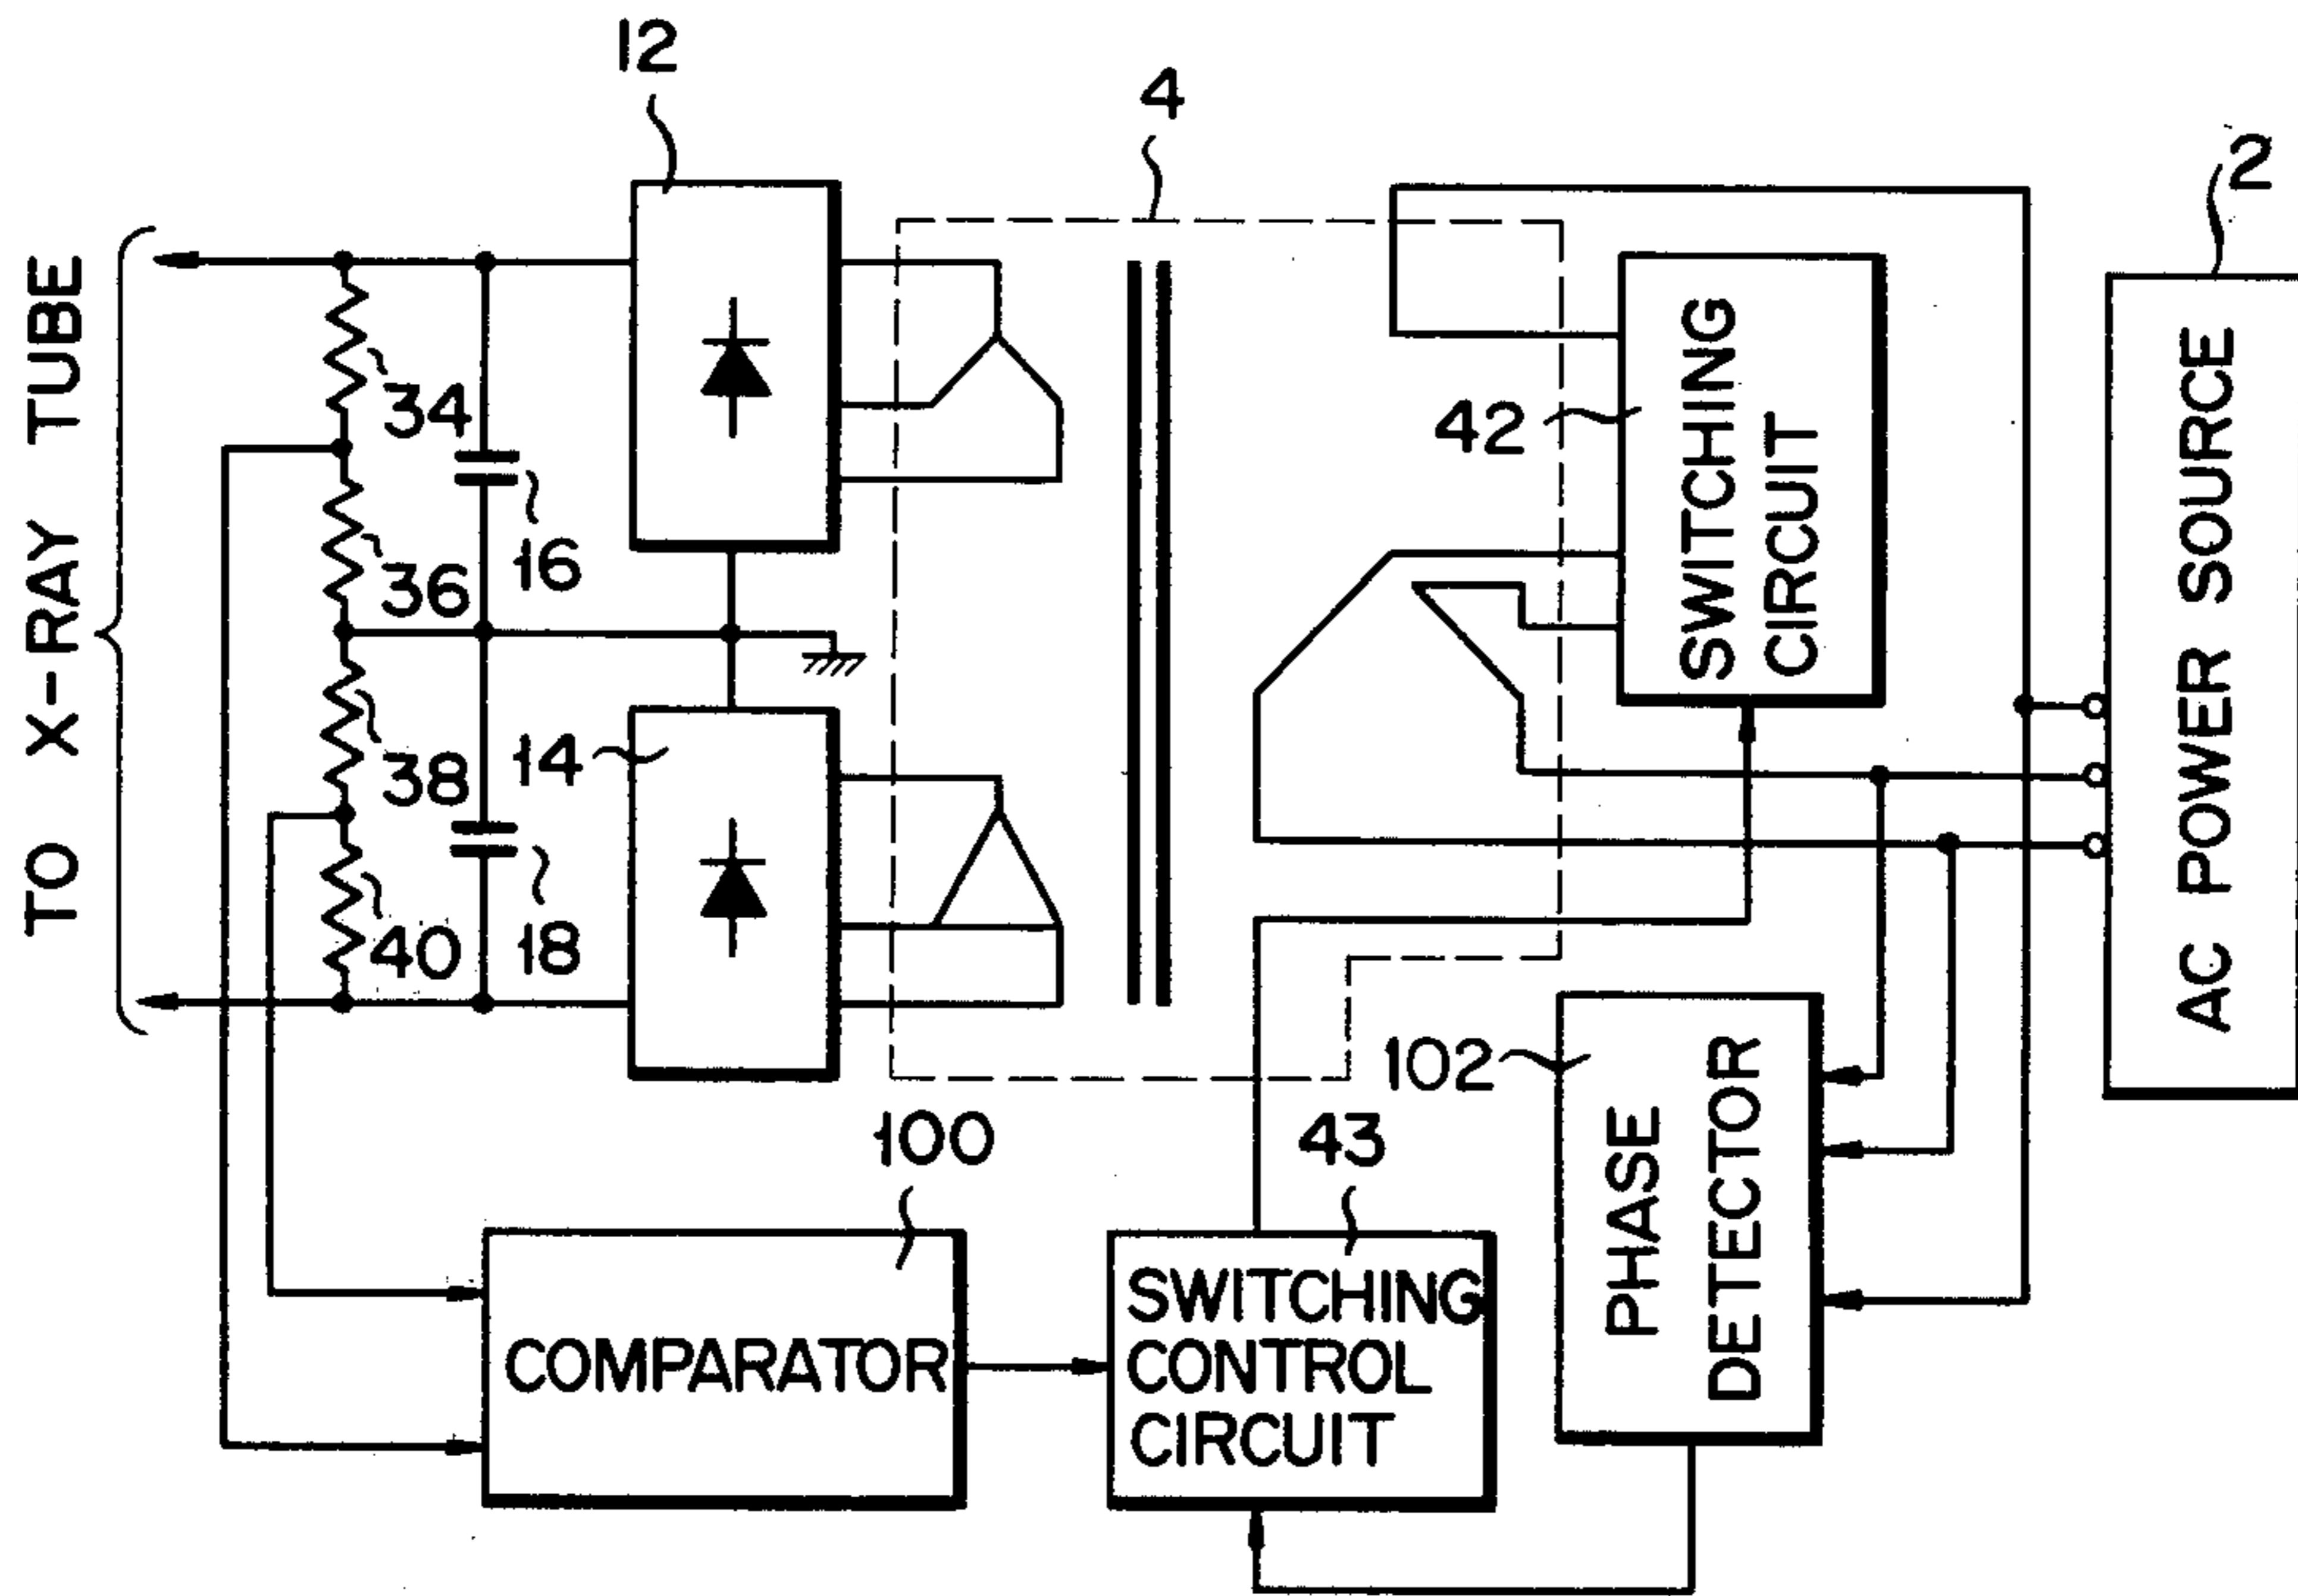 12
4
2
TO X-RAY TUBE
34
36
16
38
14
18
40
42
SWITCHING
CIRCUIT
AC POWER SOURCE
102
PHASE
DETECTOR
100
43
COMPARATOR
SWITCHING
CONTROL
CIRCUIT